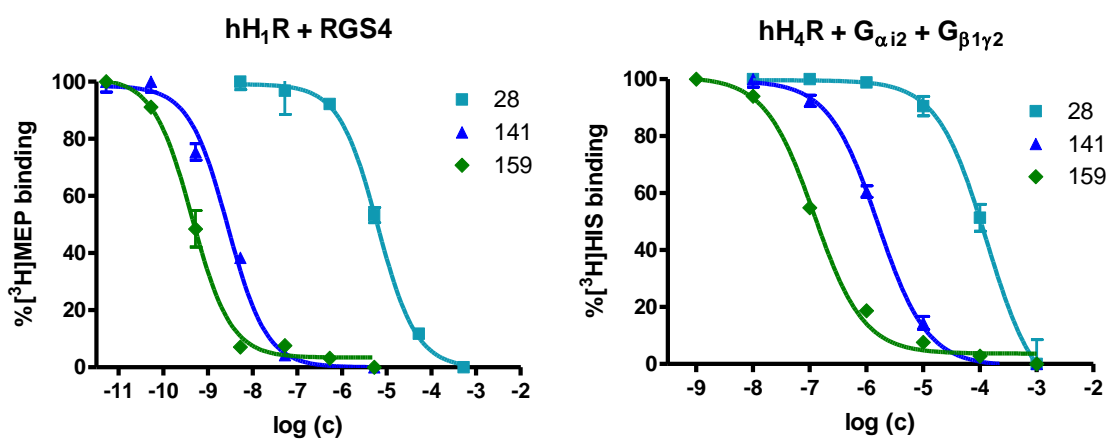 hH₁R + RGS4
%[³H]MEP binding
100
80
60
40
20
0
-11 -10 -9 -8 -7 -6 -5 -4 -3 -2
log (c)
28
141
159
hH₄R + Gαi2 + Gβ1γ2
%[³H]HIS binding
100
80
60
40
20
0
-9 -8 -7 -6 -5 -4 -3 -2
log (c)
28
141
159